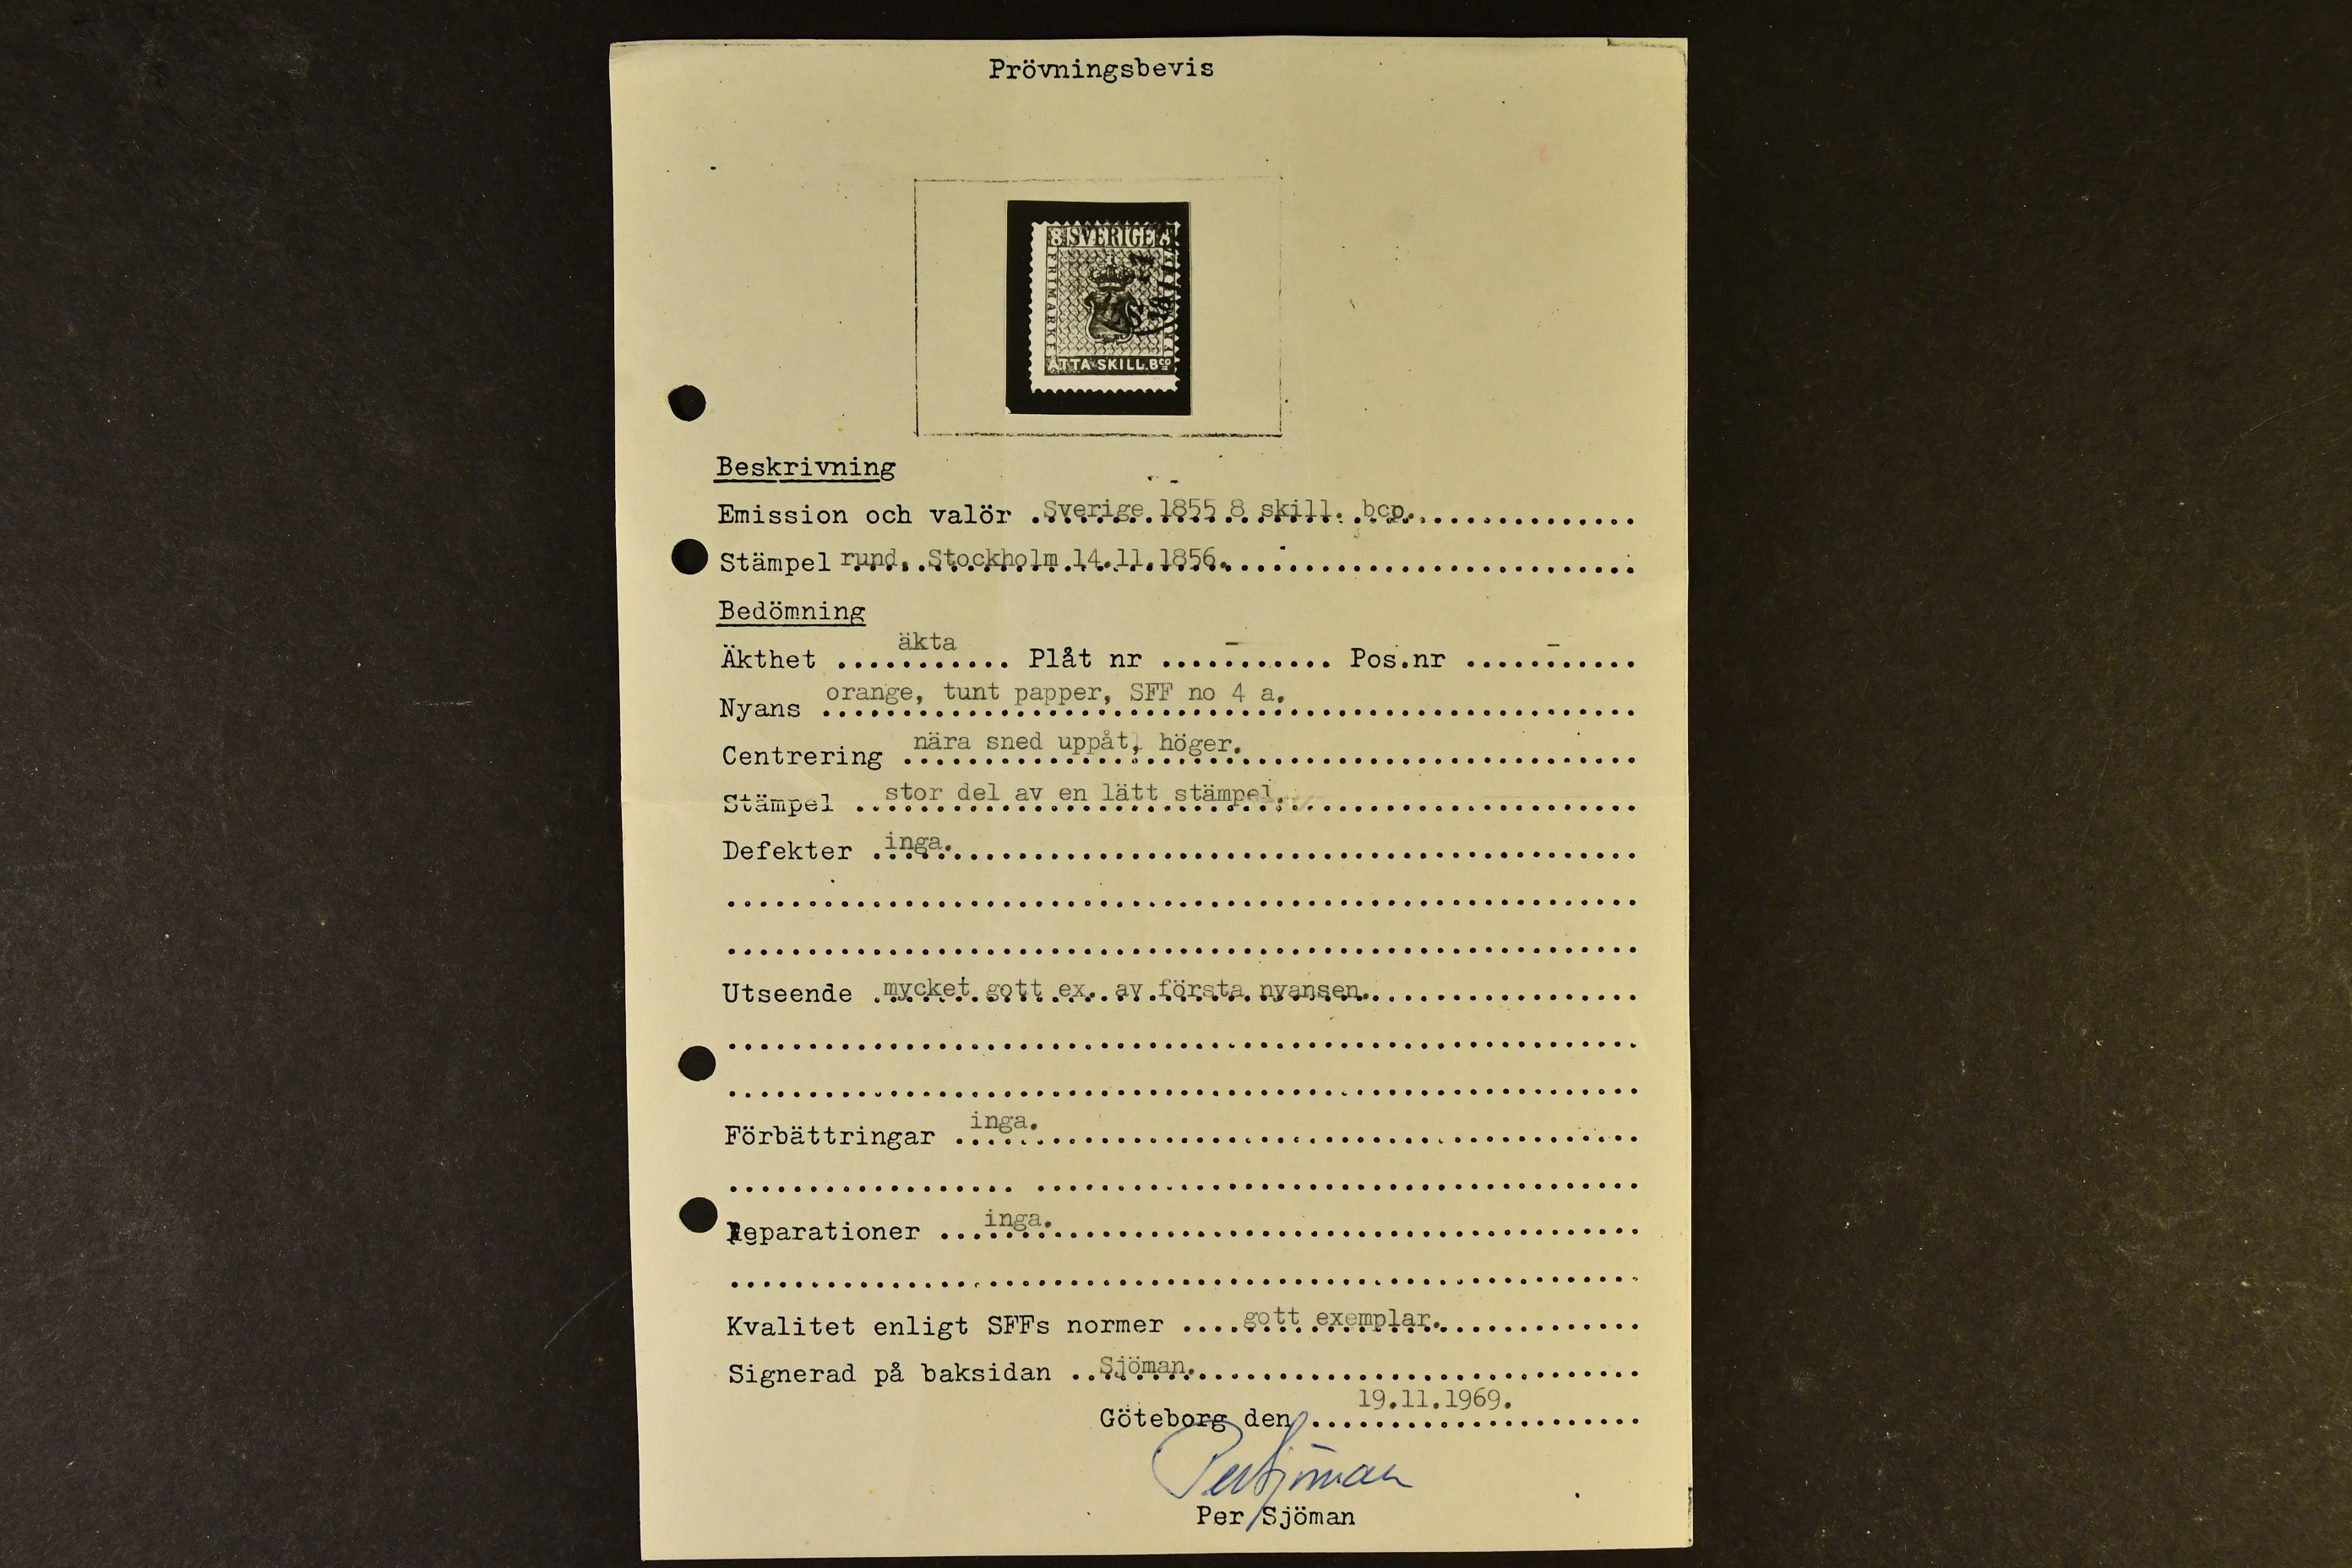 Prövningsbevis
8 SVERIGE 8
FRIMÄRKE
ÅTTA SKILL. Bco
Beskrivning
Emission och valör .Sverige 1855 8 skill. bcp.
Stämpel rund. Stockholm 14.11.1856.
Bedömning
Äkthet äkta Plåt nr - Pos.nr -
Nyans orange, tunt papper, SFF no 4 a.
Centrering nära sned uppåt, höger.
Stämpel stor del av en lätt stämpel.
Defekter inga.
Utseende mycket gott ex. av första nyansen.
Förbättringar inga.
Reparationer inga.
Kvalitet enligt SFFs normer gott exemplar.
Signerad på baksidan Sjöman.
Göteborg den 19.11.1969.
Per Sjöman
Per Sjöman